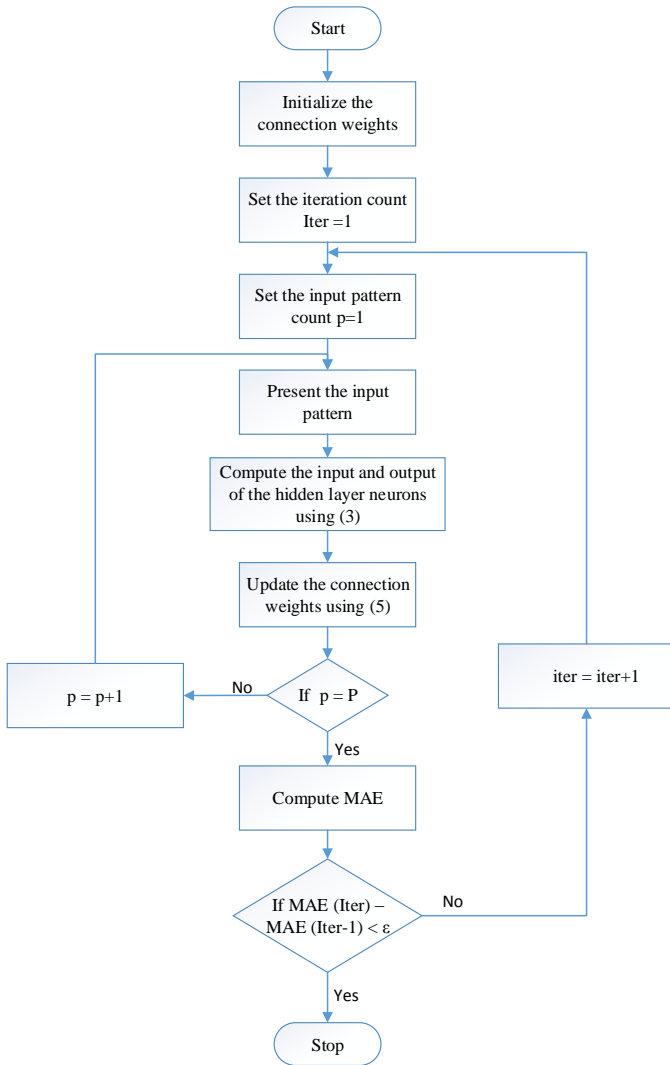 Start
Initialize the
connection weights
Set the iteration count
Iter =1
Set the input pattern
count p=1
Present the input
pattern
Compute the input and output
of the hidden layer neurons
using (3)
Update the connection
weights using (5)
If p = P
No
p = p+1
iter = iter+1
Yes
Compute MAE
If MAE (Iter) –
MAE (Iter-1) < ε
No
Yes
Stop